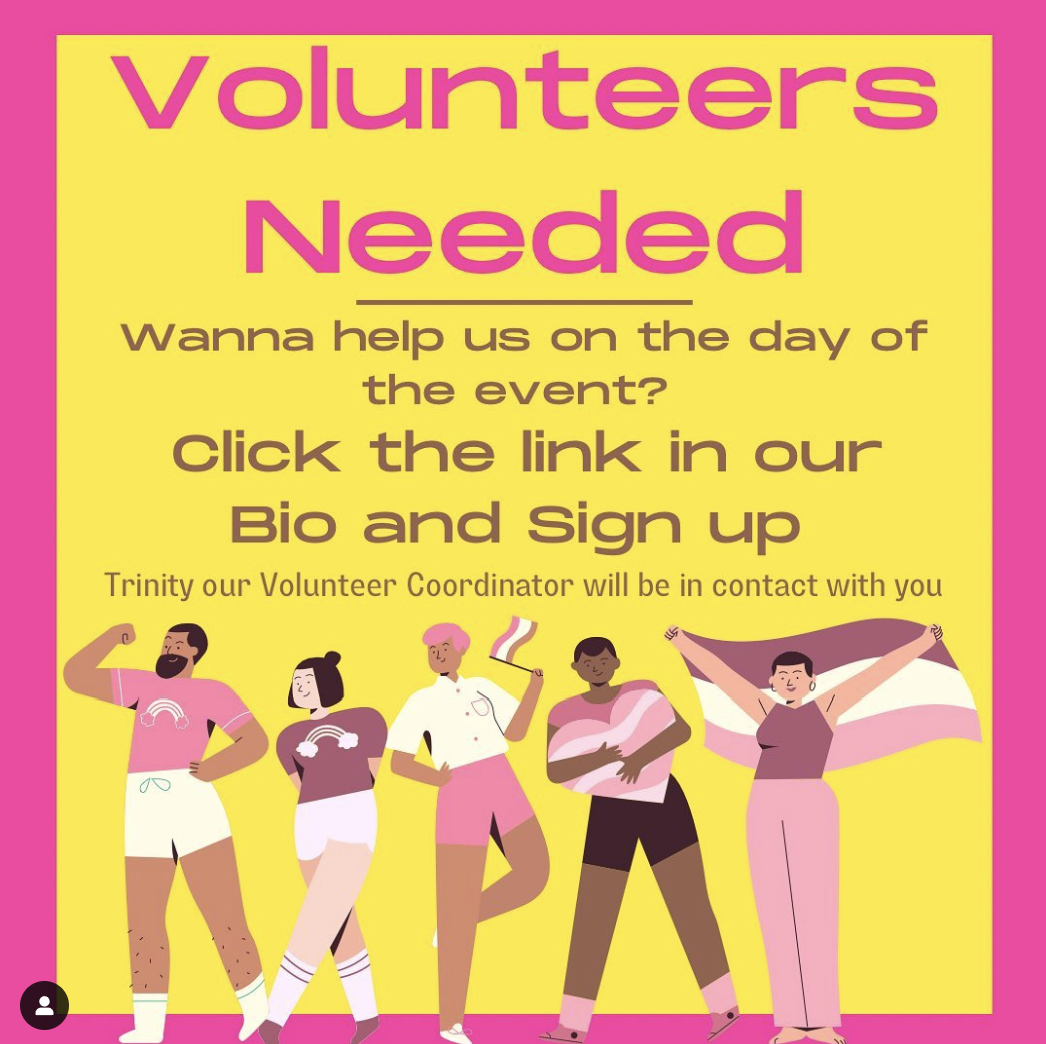 Volunteers
Needed
Wanna help us on the day of
the event?
Click the link in our
Bio and Sign up
Trinity our Volunteer Coordinator will be in contact with you